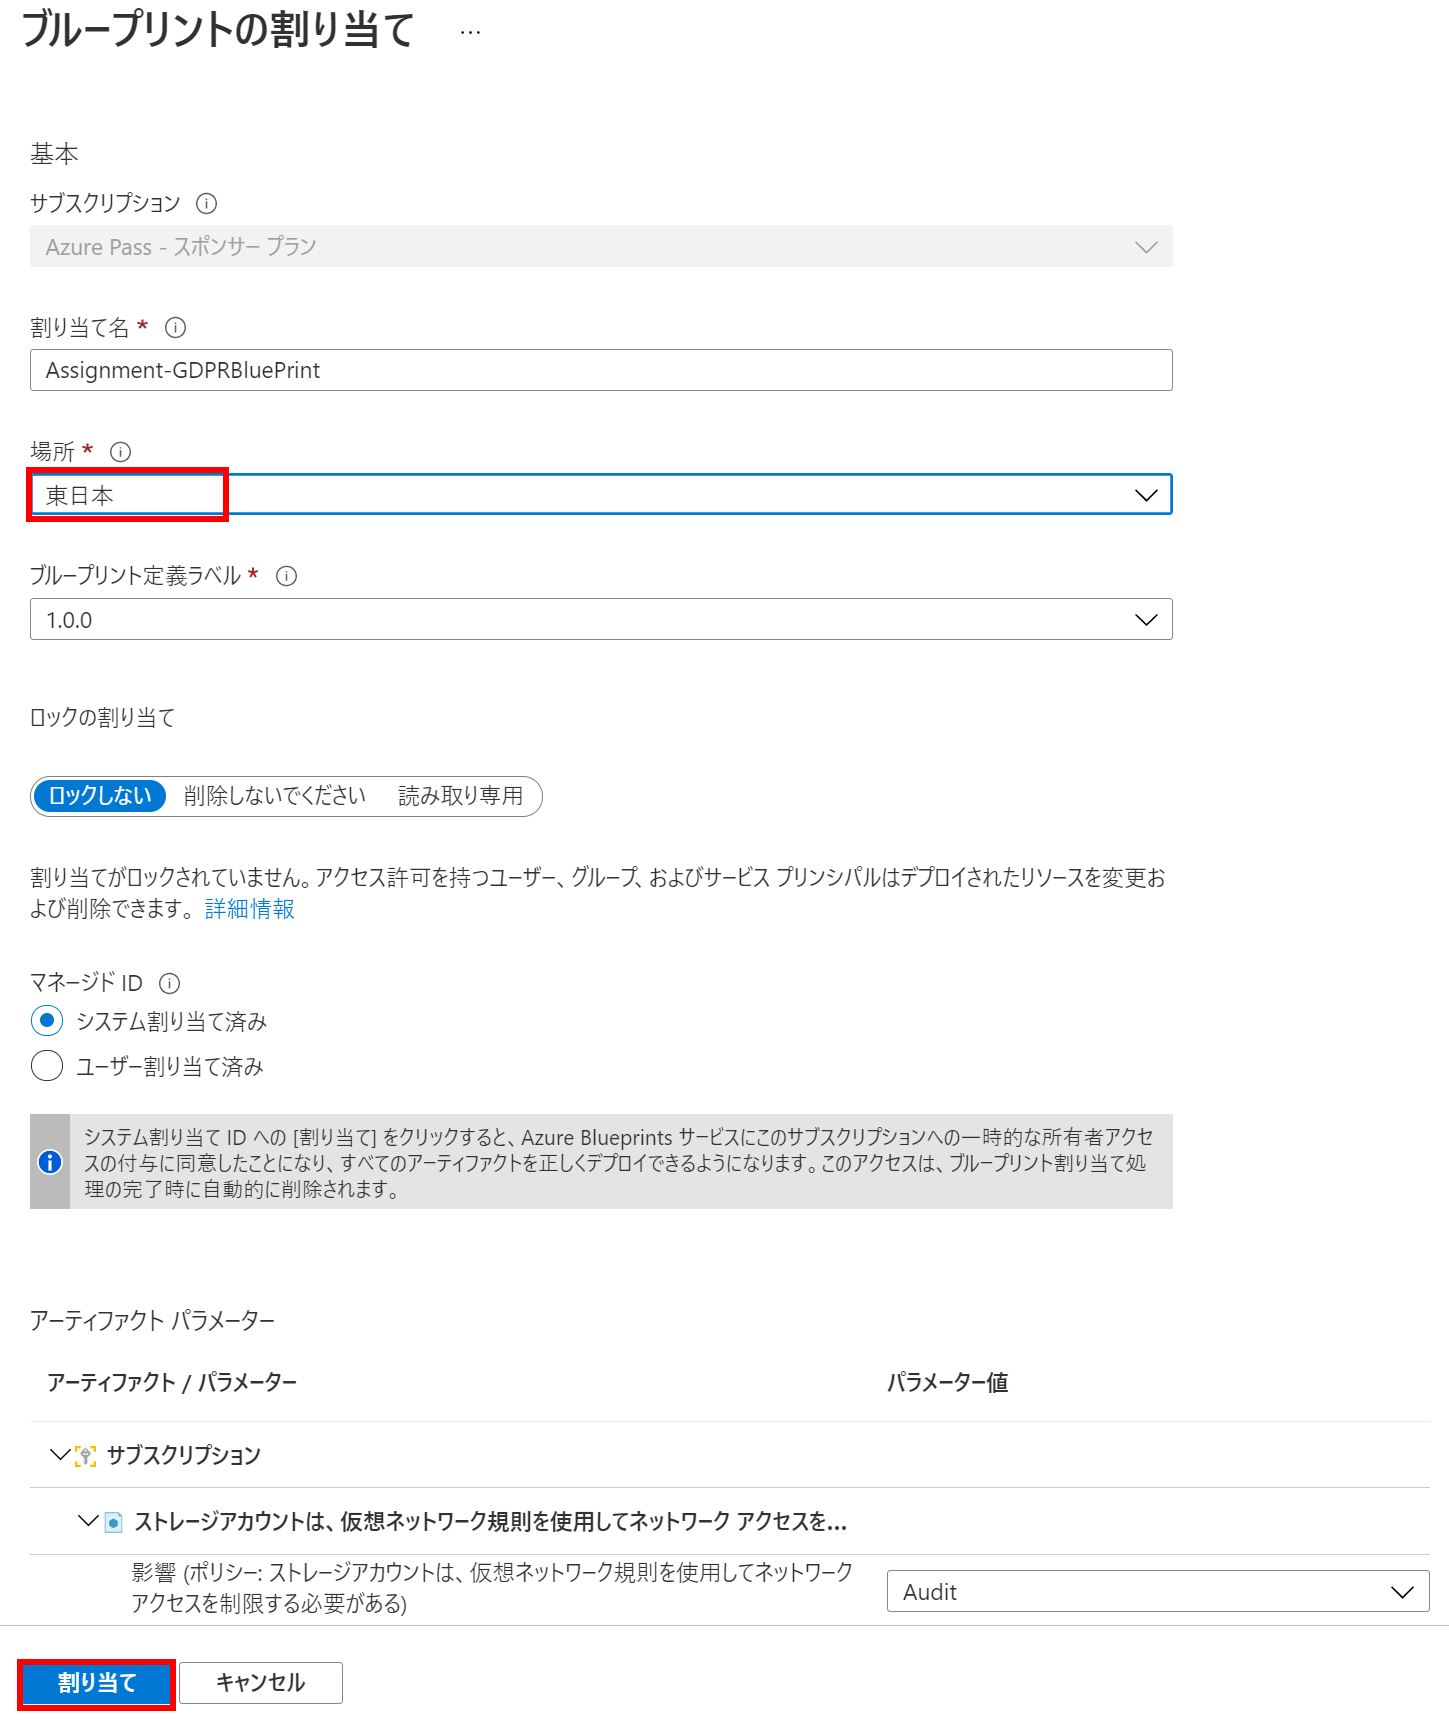 ブループリントの割り当て ...
基本
サブスクリプション
Azure Pass - スポンサー プラン
割り当て名 *
Assignment-GDPRBluePrint
場所 *
東日本
ブループリント定義ラベル *
1.0.0
ロックの割り当て
ロックしない 削除しないでください 読み取り専用
割り当てがロックされていません。アクセス許可を持つユーザー、グループ、およびサービス プリンシパルはデプロイされたリソースを変更お
よび削除できます。 詳細情報
マネージド ID
システム割り当て済み
ユーザー割り当て済み
システム割り当て ID への [割り当て] をクリックすると、Azure Blueprints サービスにこのサブスクリプションへの一時的な所有者アクセ
スの付与に同意したことになり、すべてのアーティファクトを正しくデプロイできるようになります。このアクセスは、ブループリント割り当て処
理の完了時に自動的に削除されます。
アーティファクト パラメーター
アーティファクト / パラメーター パラメーター値
サブスクリプション
ストレージアカウントは、仮想ネットワーク規則を使用してネットワーク アクセスを...
影響 (ポリシー: ストレージアカウントは、仮想ネットワーク規則を使用してネットワーク
アクセスを制限する必要がある)
Audit
割り当て キャンセル